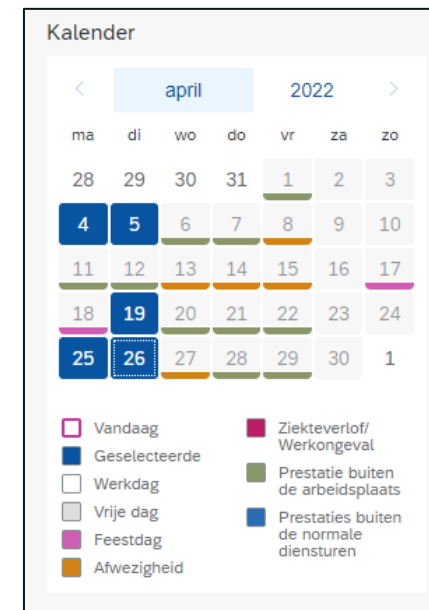 Kalender
< april 2022 >
ma di wo do vr za zo
28 29 30 31 1 2 3
4 5 6 7 8 9 10
11 12 13 14 15 16 17
18 19 20 21 22 23 24
25 26 27 28 29 30 1
Vandaag
Geselecteerde
Werkdag
Vrije dag
Feestdag
Afwezigheid
Ziekteverlof/
Werkongeval
Prestatie buiten
de arbeidsplaats
Prestaties buiten
de normale
diensturen